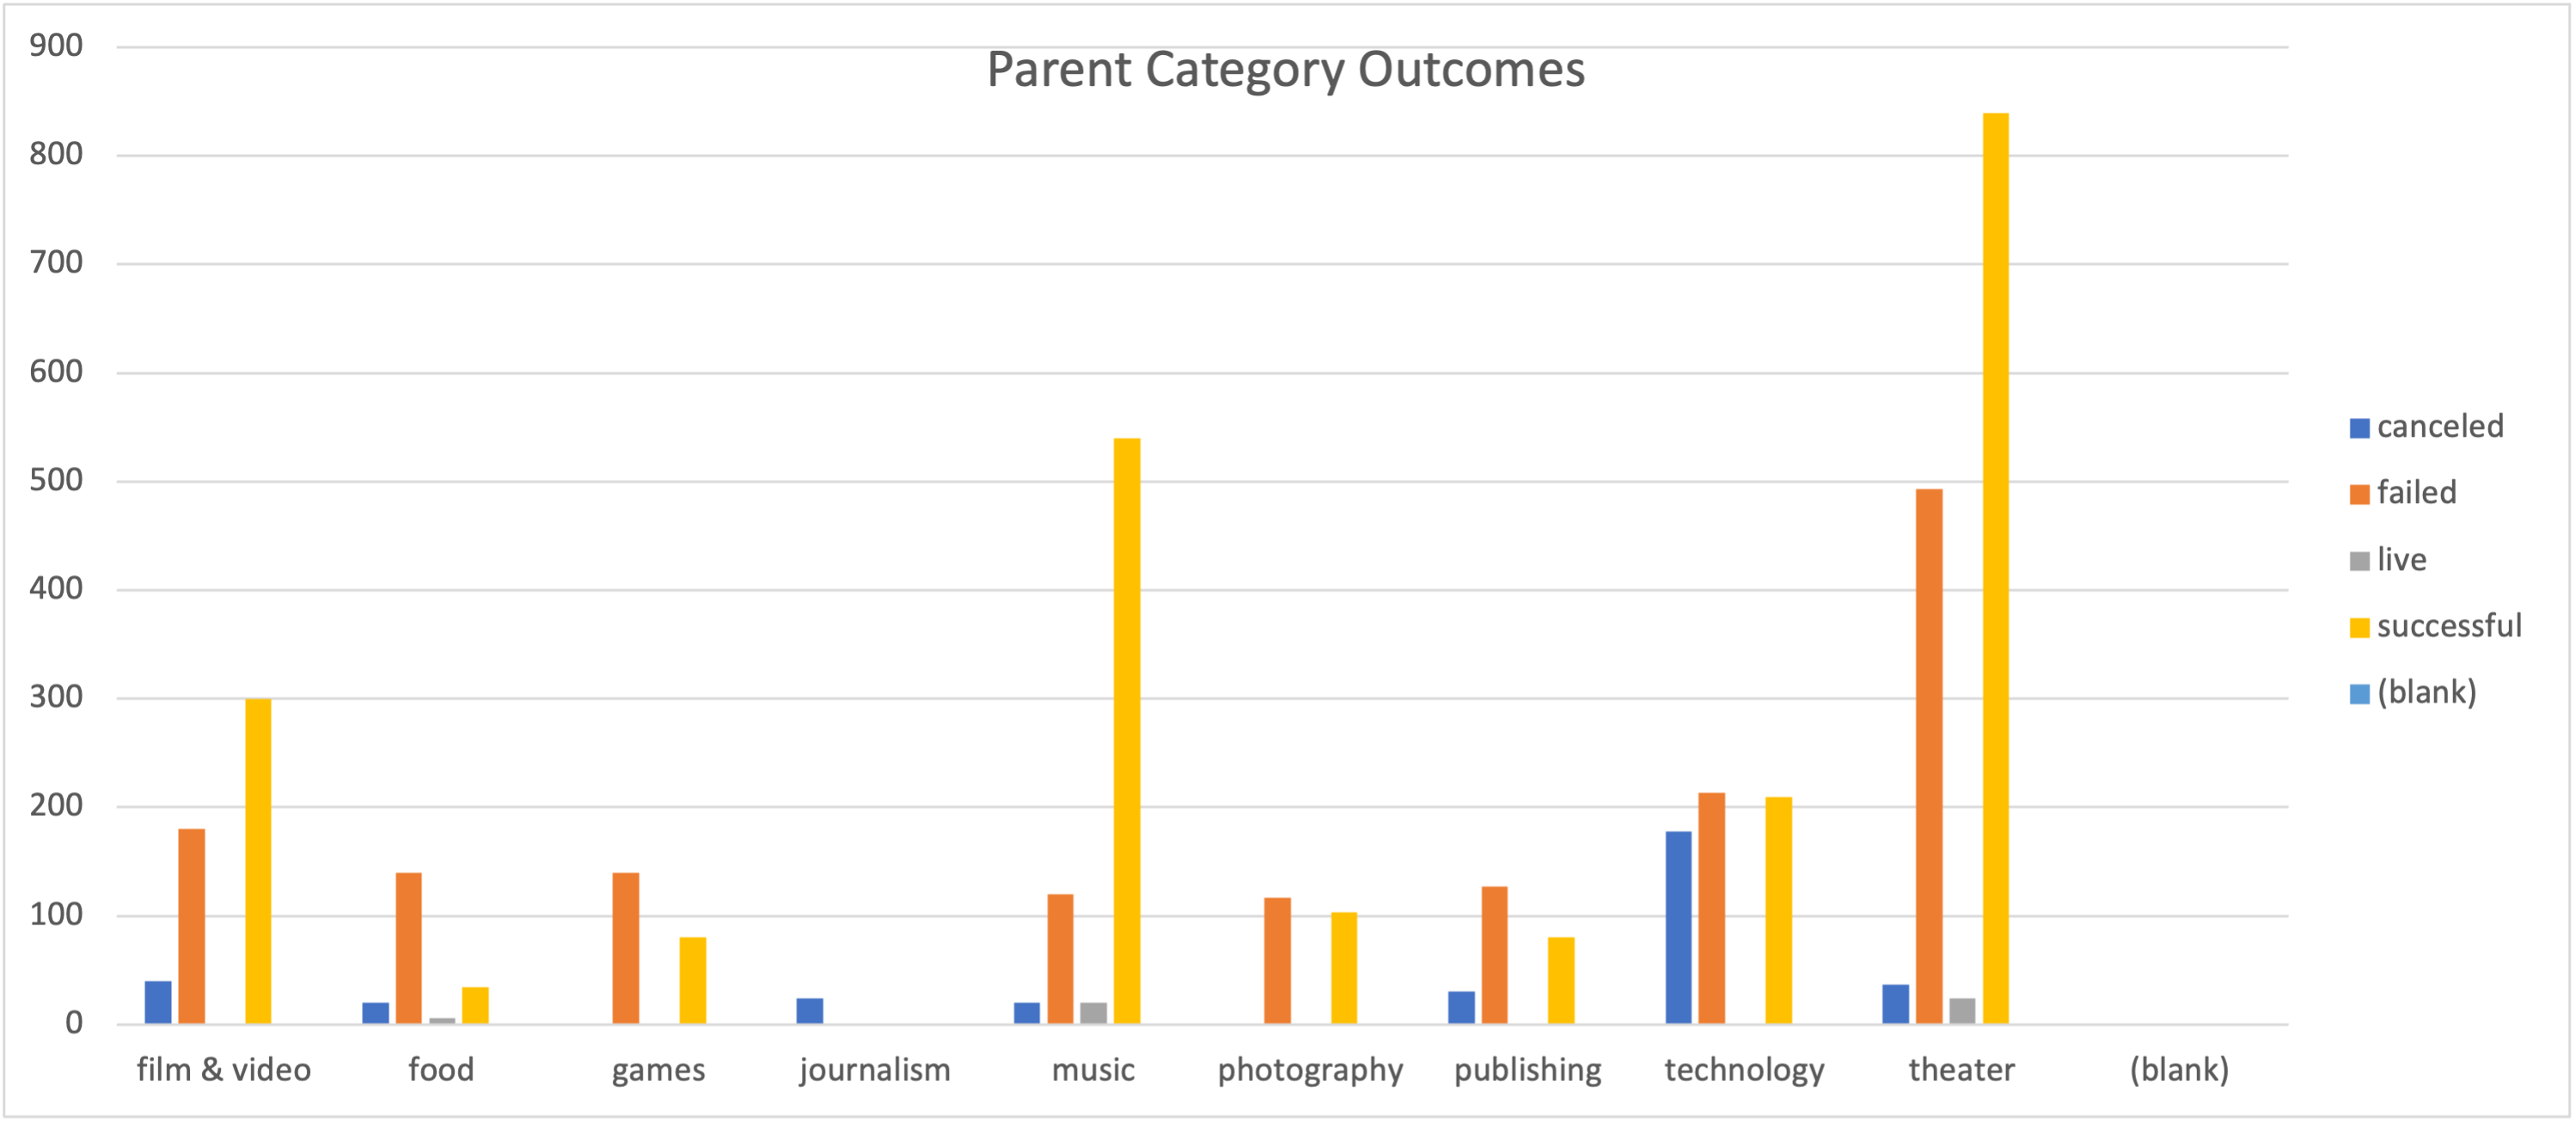 Parent Category Outcomes
900
800
700
600
500
400
300
200
100
0
film & video food games journalism music photography publishing technology theater (blank)
canceled
failed
live
successful
(blank)